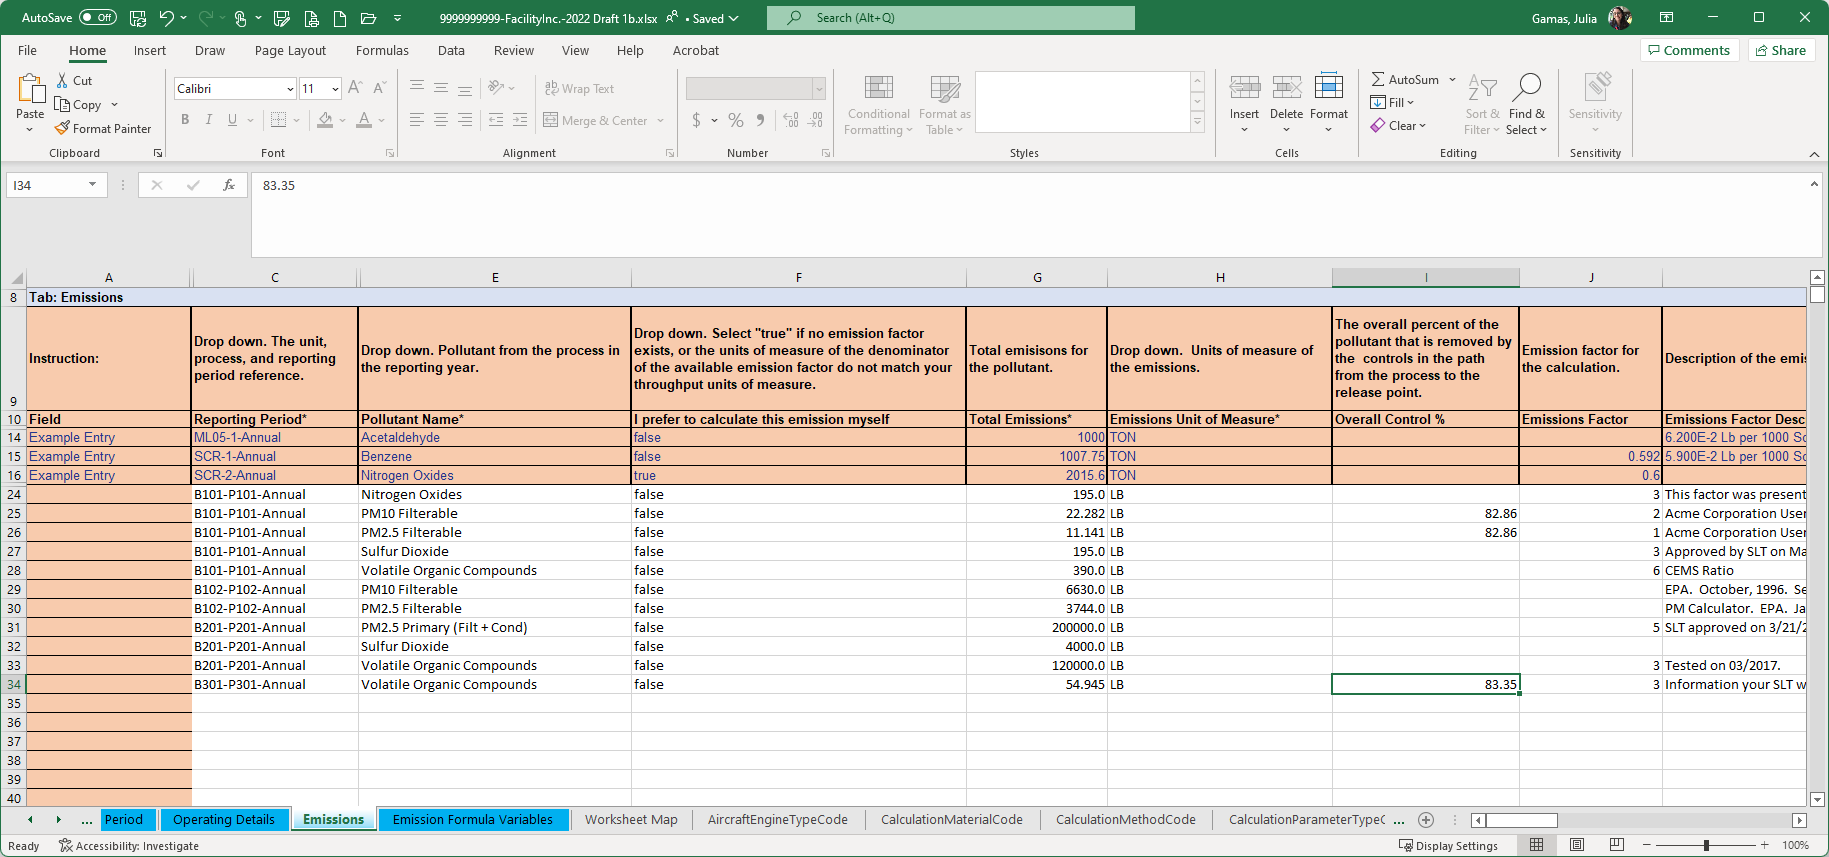 AutoSave Off 9999999999-FacilityInc.-2022 Draft 1b.xlsx • Saved Search (Alt+Q) Gamas, Julia
File Home Insert Draw Page Layout Formulas Data Review View Help Acrobat Comments Share
Paste Cut Copy Format Painter Clipboard
Calibri 11 B I U A Font
Wrap Text Merge & Center Alignment
$ % Number
Conditional Formatting Format as Table Styles
Insert Delete Format Cells
AutoSum Fill Clear Sort & Filter Find & Select Editing
Sensitivity Sensitivity
I34 fx 83.35
A C E F G H I J
8 Tab: Emissions
9 Instruction:
Drop down. The unit, process, and reporting period reference.
Drop down. Pollutant from the process in the reporting year.
Drop down. Select "true" if no emission factor exists, or the units of measure of the denominator of the available emission factor do not match your throughput units of measure.
Total emisisons for the pollutant.
Drop down. Units of measure of the emissions.
The overall percent of the pollutant that is removed by the controls in the path from the process to the release point.
Emission factor for the calculation.
Description of the emis
10 Field Reporting Period* Pollutant Name* I prefer to calculate this emission myself Total Emissions* Emissions Unit of Measure* Overall Control % Emissions Factor Emissions Factor Desc
14 Example Entry ML05-1-Annual Acetaldehyde false 1000 TON 6.200E-2 Lb per 1000 Sc
15 Example Entry SCR-1-Annual Benzene false 1007.75 TON 0.592 5.900E-2 Lb per 1000 Sc
16 Example Entry SCR-2-Annual Nitrogen Oxides true 2015.6 TON 0.6
24 B101-P101-Annual Nitrogen Oxides false 195.0 LB 3 This factor was present
25 B101-P101-Annual PM10 Filterable false 22.282 LB 82.86 2 Acme Corporation User
26 B101-P101-Annual PM2.5 Filterable false 11.141 LB 82.86 1 Acme Corporation User
27 B101-P101-Annual Sulfur Dioxide false 195.0 LB 3 Approved by SLT on Ma
28 B101-P101-Annual Volatile Organic Compounds false 390.0 LB 6 CEMS Ratio
29 B102-P102-Annual PM10 Filterable false 6630.0 LB EPA. October, 1996. Se
30 B102-P102-Annual PM2.5 Filterable false 3744.0 LB PM Calculator. EPA. Ja
31 B201-P201-Annual PM2.5 Primary (Filt + Cond) false 200000.0 LB 5 SLT approved on 3/21/2
32 B201-P201-Annual Sulfur Dioxide false 4000.0 LB
33 B201-P201-Annual Volatile Organic Compounds false 120000.0 LB 3 Tested on 03/2017.
34 B301-P301-Annual Volatile Organic Compounds false 54.945 LB 83.35 3 Information your SLT w
35
36
37
38
39
40
... Period Operating Details Emissions Emission Formula Variables Worksheet Map AircraftEngineTypeCode CalculationMaterialCode CalculationMethodCode CalculationParameterTypeC ...
Ready Accessibility: Investigate Display Settings 100%